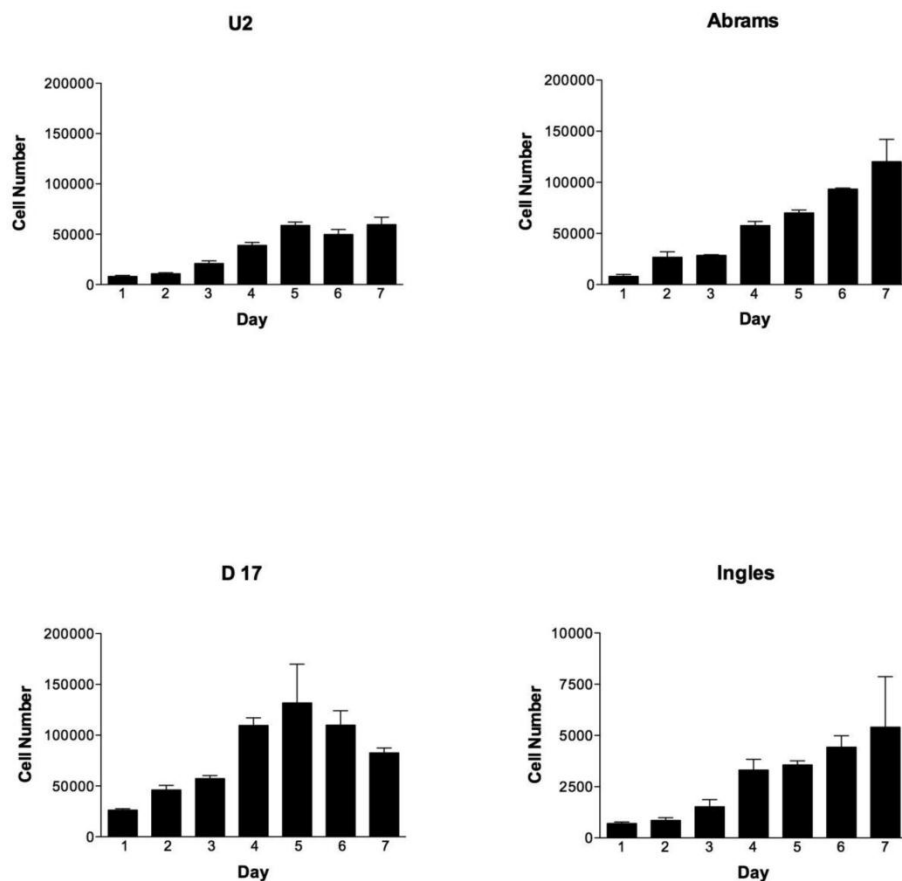 U2
200000
150000
100000
50000
0
Cell Number
1 2 3 4 5 6 7
Day
Abrams
200000
150000
100000
50000
0
Cell Number
1 2 3 4 5 6 7
Day
D 17
200000
150000
100000
50000
0
Cell Number
1 2 3 4 5 6 7
Day
Ingles
10000
7500
5000
2500
0
Cell Number
1 2 3 4 5 6 7
Day